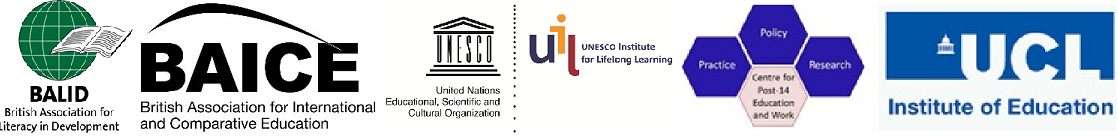 BALID
British Association for
Literacy in Development
BAICE
British Association for International
and Comparative Education
UNESCO
United Nations
Educational, Scientific and
Cultural Organization
uil
UNESCO Institute
for Lifelong Learning
Policy
Practice
Research
Centre for
Post-14
Education
and Work
UCL
Institute of Education